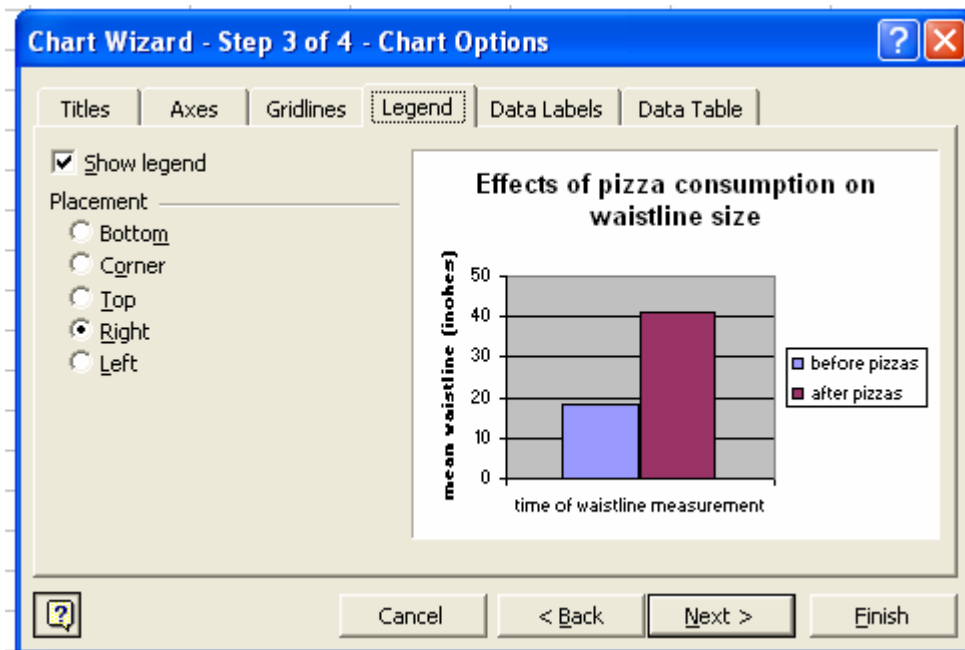 Chart Wizard - Step 3 of 4 - Chart Options
?
Titles Axes Gridlines Legend Data Labels Data Table
Show legend
Placement
Bottom
Corner
Top
Right
Left
Effects of pizza consumption on
waistline size
mean waistline (inches)
50
40
30
20
10
0
before pizzas
after pizzas
time of waistline measurement
? Cancel < Back Next > Finish